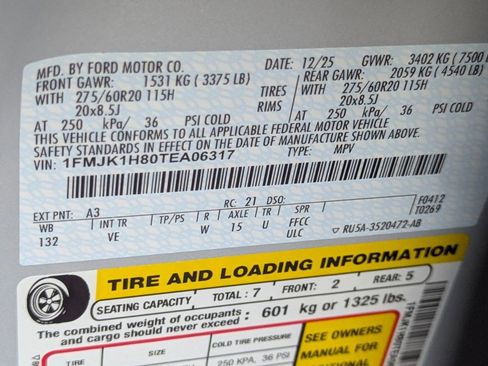 MFD. BY FORD MOTOR CO. DATE: 12/25 GVWR: 3402 KG ( 7500
FRONT GAWR: 1531 KG ( 3375 LB) REAR GAWR: 2059 KG ( 4540 LB)
WITH 275/60R20 115H TIRES WITH 275/60R20 115H
20x8.5J RIMS 20x8.5J
AT 250 kPa/ 36 PSI COLD AT 250 kPa/ 36 PSI COLD
THIS VEHICLE CONFORMS TO ALL APPLICABLE FEDERAL MOTOR VEHICLE
SAFETY STANDARDS IN EFFECT ON THE DATE OF MANUFACTURE SHOWN ABOVE.
VIN: 1FMJK1H80TEA06317 TYPE: MPV
EXT PNT: A3 RC: 21 DSO: F0412
WB INT TR TP/PS R AXLE TR SPR T0269
132 VE W 15 U FFCC
ULC ▽ RU5A-3520472-AB
TIRE AND LOADING INFORMATION
SEATING CAPACITY TOTAL: 7 FRONT: 2 REAR: 5
The combined weight of occupants
and cargo should never exceed: 601 kg or 1325 lbs.
TIRE SIZE COLD TIRE PRESSURE
250 KPA, 36 PSI
SEE OWNERS
MANUAL FOR